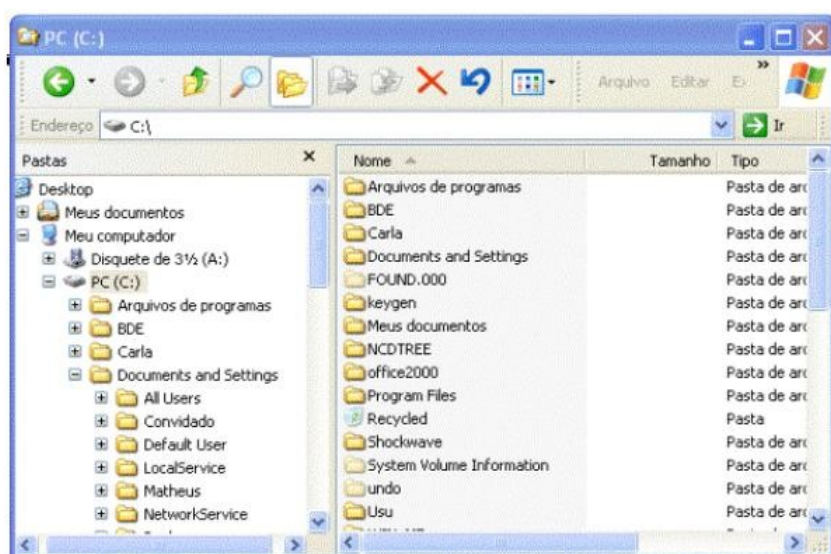 PC (C:)
Arquivo Editar E
Endereço C:\ Ir
Pastas
Desktop
Meus documentos
Meu computador
Disquete de 3½ (A:)
PC (C:)
Arquivos de programas
BDE
Carla
Documents and Settings
All Users
Convidado
Default User
LocalService
Matheus
NetworkService
Nome Tamanho Tipo
Arquivos de programas Pasta de arc
BDE Pasta de arc
Carla Pasta de arc
Documents and Settings Pasta de arc
FOUND.000 Pasta de arc
keygen Pasta de arc
Meus documentos Pasta de arc
NCDTREE Pasta de arc
office2000 Pasta de arc
Program Files Pasta de arc
Recycled Pasta
Shockwave Pasta de arc
System Volume Information Pasta de arc
undo Pasta de arc
Usu Pasta de arc